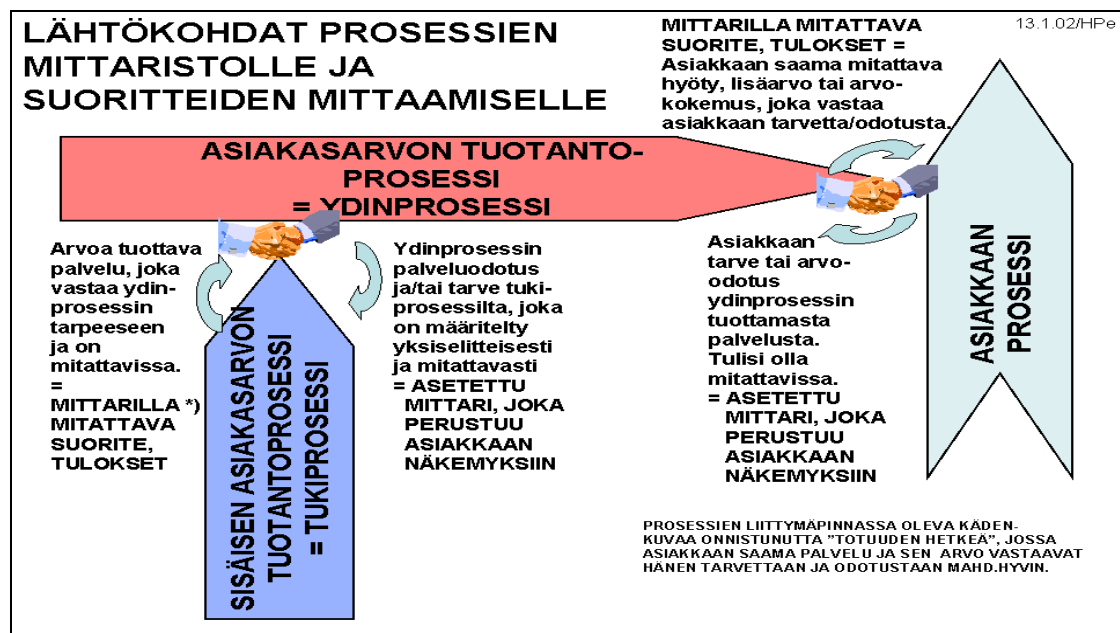 LÄHTÖKOHDAT PROSESSIEN
MITTARISTOLLE JA
SUORITTEIDEN MITTAAMISELLE
13.1.02/HPe
MITTARILLA MITATTAVA
SUORITE, TULOKSET =
Asiakkaan saama mitattava
hyöty, lisäarvo tai arvo-
kokemus, joka vastaa
asiakkaan tarvetta/odotusta.
ASIAKASARVON TUOTANTO-
PROSESSI
= YDINPROSESSI
Arvoa tuottava
palvelu, joka
vastaa ydin-
prosessin
tarpeeseen
ja on
mitattavissa.
=
MITTARILLA *)
MITATTAVA
SUORITE,
TULOKSET
SISÄISEN ASIAKASARVON
TUOTANTOPROSESSI
= TUKIPROSESSI
Ydinprosessin
palveluodotus
ja/tai tarve tuki-
prosessilta, joka
on määritelty
yksiselitteisesti
ja mitattavasti
= ASETETTU
MITTARI, JOKA
PERUSTUU
ASIAKKAAN
NÄKEMYKSIIN
Asiakkaan
tarve tai arvo-
odotus
ydinprosessin
tuottamasta
palvelusta.
Tulisi olla
mitattavissa.
= ASETETTU
MITTARI, JOKA
PERUSTUU
ASIAKKAAN
NÄKEMYKSIIN
ASIAKKAAN
PROSESSI
PROSESSIEN LIITTYMÄPINNASSA OLEVA KÄDEN-
KUVAA ONNISTUNUTTA ”TOTUUDEN HETKEÄ”, JOSSA
ASIAKKAAN SAAMA PALVELU JA SEN ARVO VASTAAVAT
HÄNEN TARVETTAAN JA ODOTUSTAAN MAHD.HYVIN.